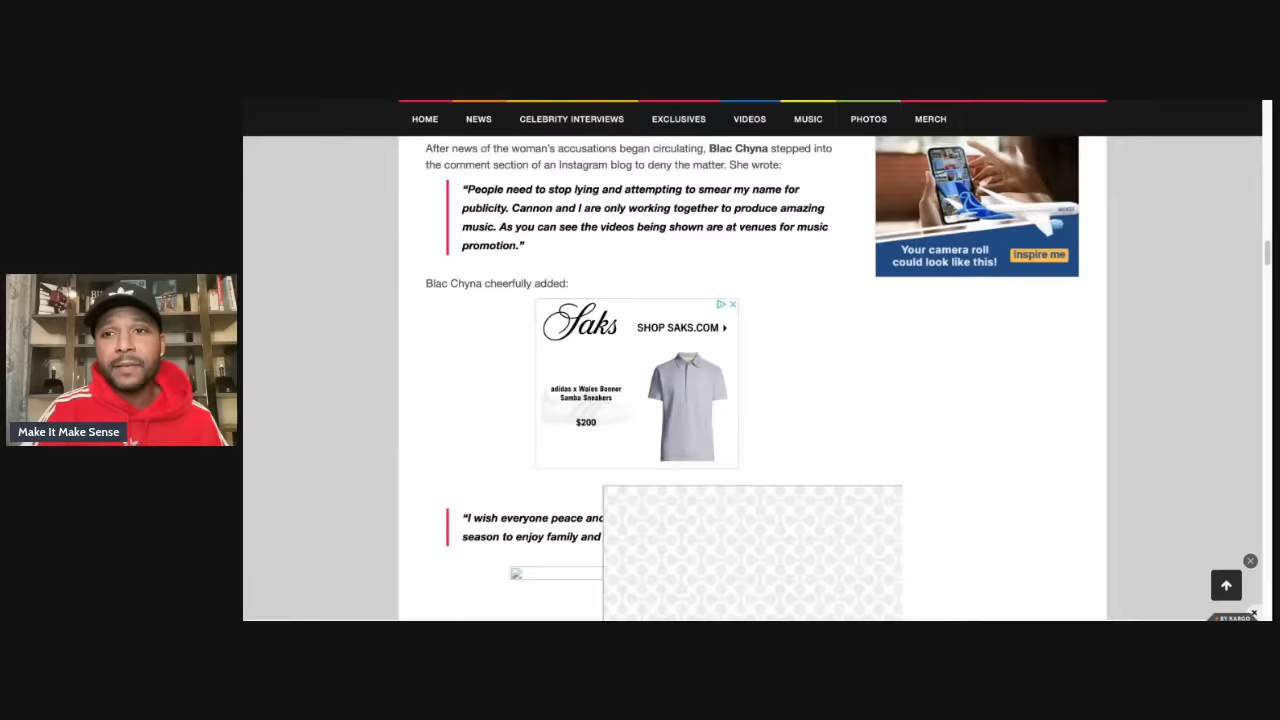 HOME NEWS CELEBRITY INTERVIEWS EXCLUSIVES VIDEOS MUSIC PHOTOS MERCH
After news of the woman's accusations began circulating, Blac Chyna stepped into
the comment section of an Instagram blog to deny the matter. She wrote:
"People need to stop lying and attempting to smear my name for
publicity. Cannon and I are only working together to produce amazing
music. As you can see the videos being shown are at venues for music
promotion."
Your camera roll
could look like this!
Inspire me
Blac Chyna cheerfully added:
Saks
SHOP SAKS.COM
adidas x Wales Bonner
Samba Sneakers
$200
Make It Make Sense
"I wish everyone peace and
season to enjoy family and
BY KARGO